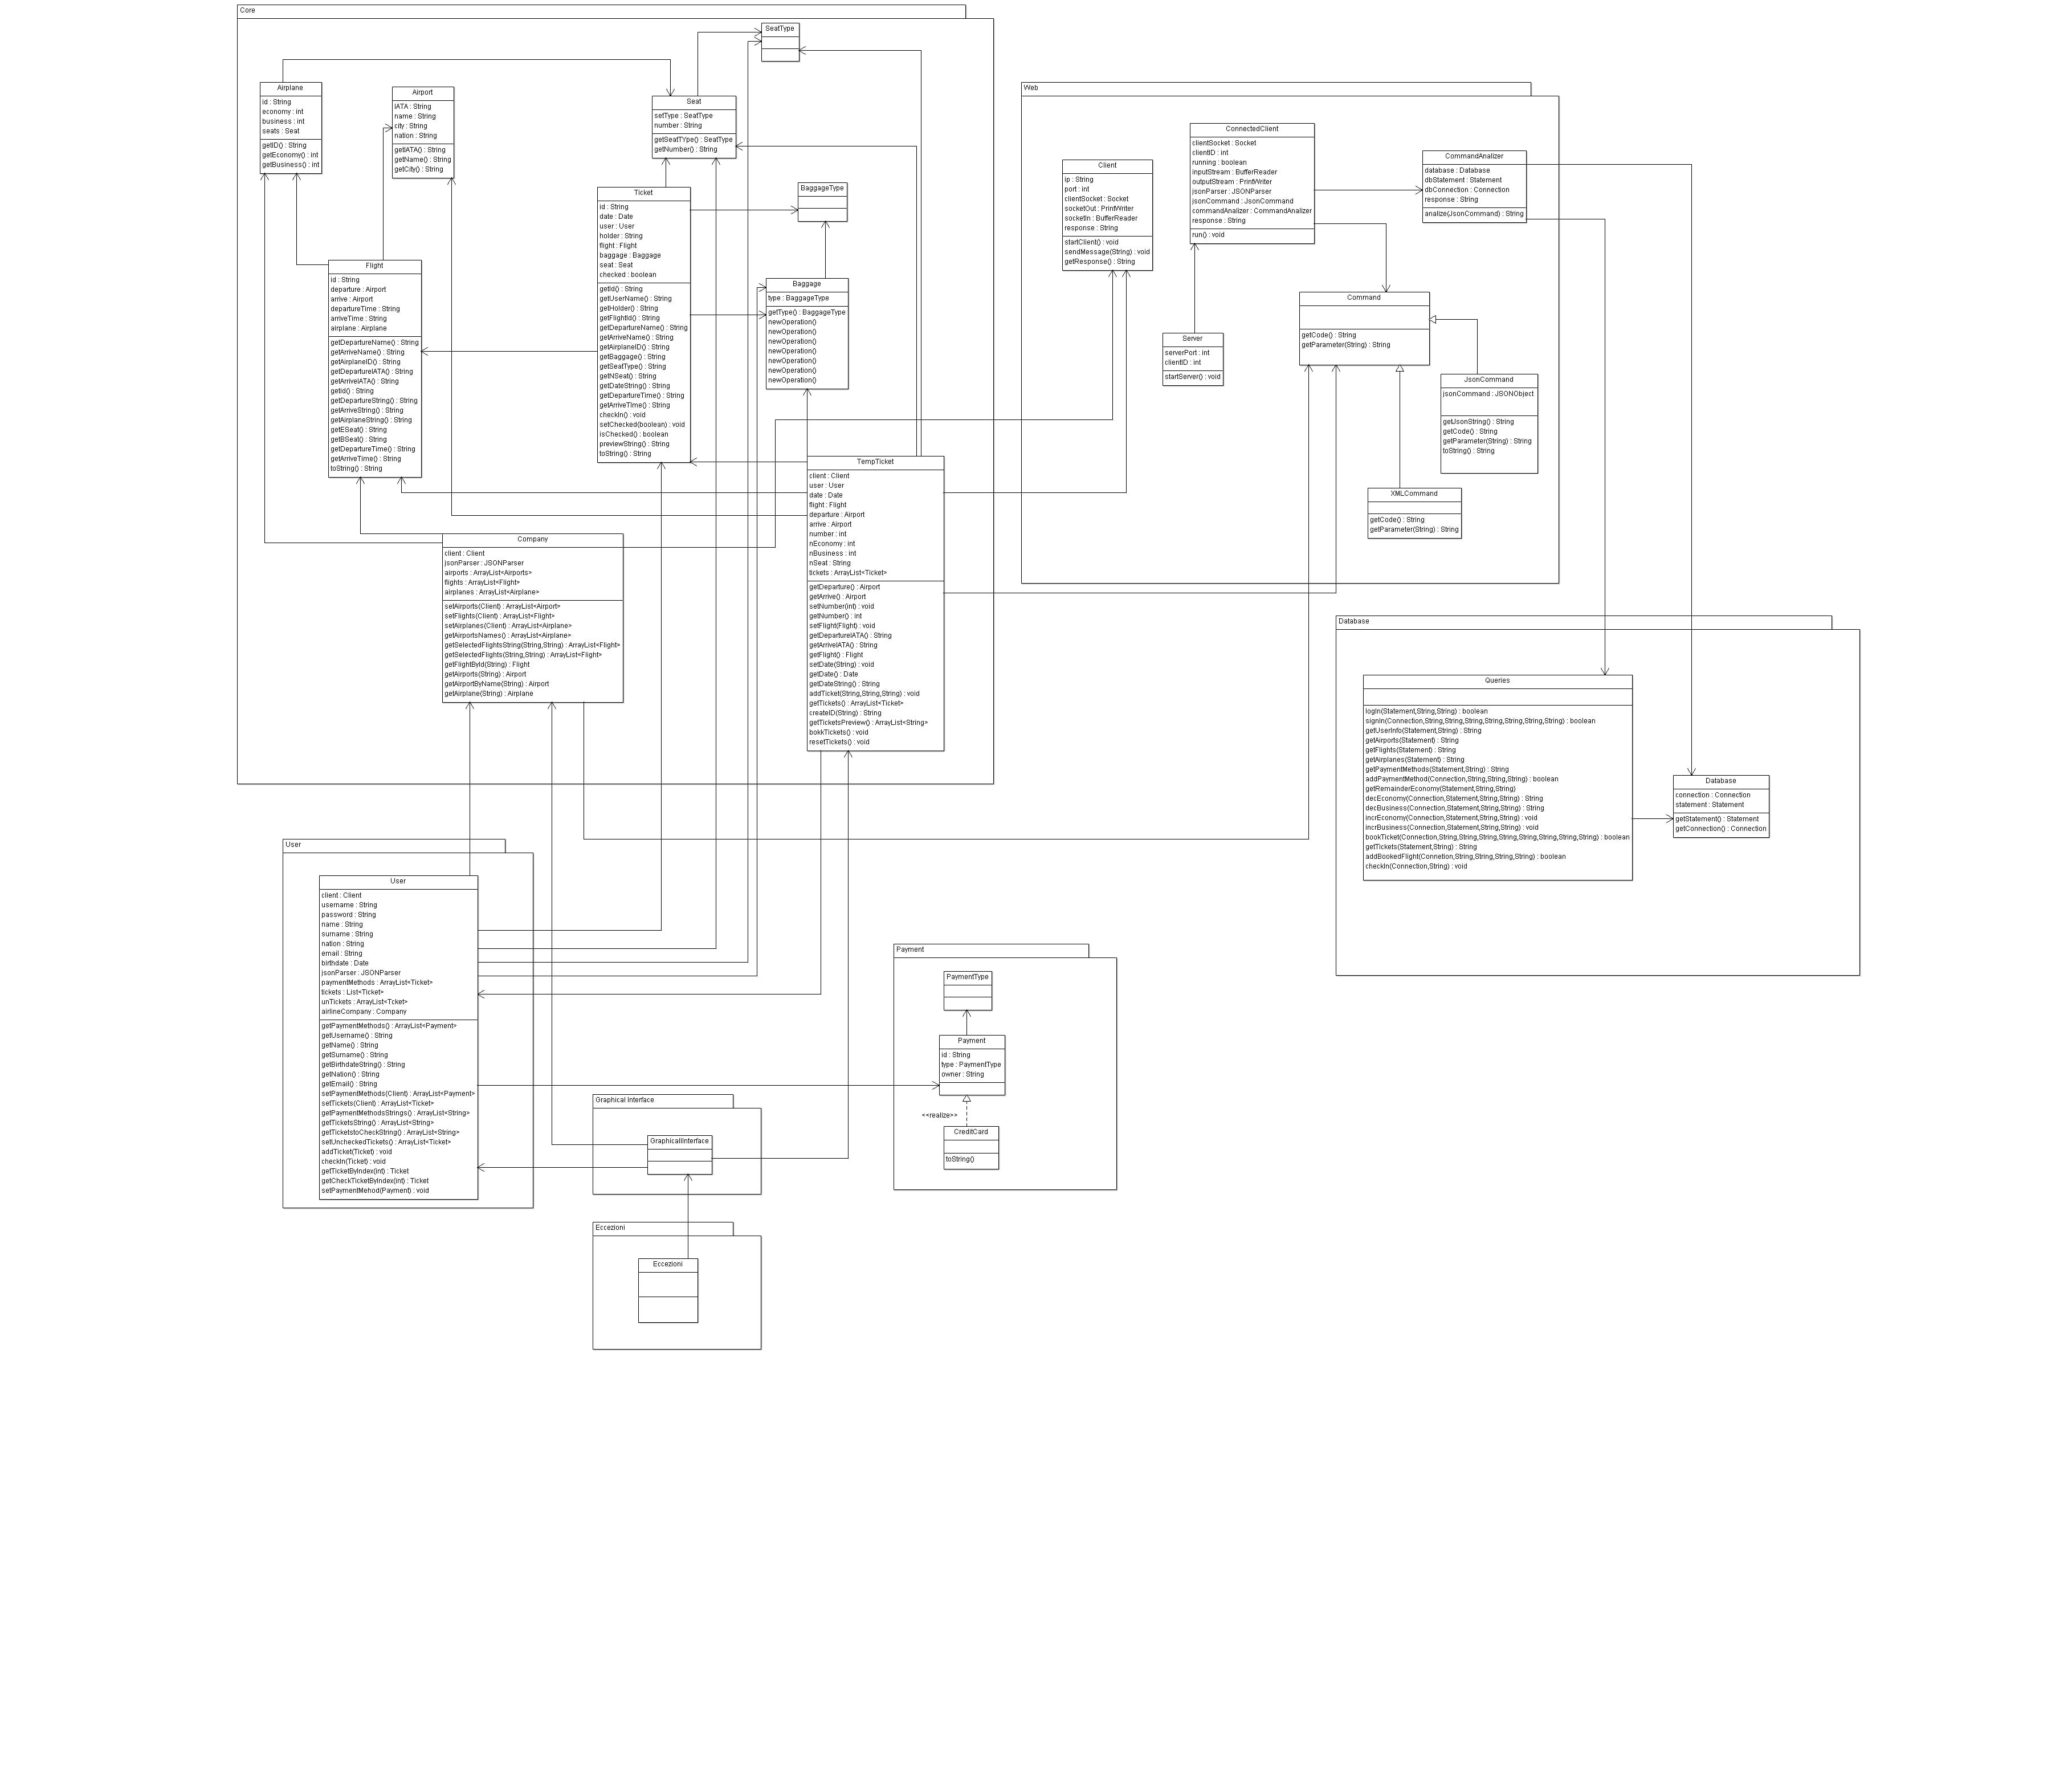 Core
SeatType
Airplane
id : String
economy : int
business : int
seats : Seat
getID() : String
getEconomy() : int
getBusiness() : int
Airport
IATA : String
name : String
city : String
nation : String
getIATA() : String
getName() : String
getCity() : String
Seat
setType : SeatType
number : String
getSeatTYpe() : SeatType
getNumber() : String
Ticket
id : String
date : Date
user : User
holder : String
flight : Flight
baggage : Baggage
seat : Seat
checked : boolean
getId() : String
getUserName() : String
getHolder() : String
getFlightId() : String
getDepartureName() : String
getArriveName() : String
getAirplaneID() : String
getBaggage() : String
getSeatType() : String
getNSeat() : String
getDateString() : String
getDepartureTime() : String
getArriveTIme() : String
checkIn() : void
setChecked(boolean) : void
isChecked() : boolean
previewString() : String
toString() : String
BaggageType
Baggage
type : BaggageType
getType() : BaggageType
newOperation()
newOperation()
newOperation()
newOperation()
newOperation()
newOperation()
newOperation()
Flight
id : String
departure : Airport
arrive : Airport
departureTime : String
arriveTime : String
airplane : Airplane
getDepartureName() : String
getArriveName() : String
getAirplaneID() : String
getDepartureIATA() : String
getArriveIATA() : String
getId() : String
getDepartureString() : String
getArriveString() : String
getAirplaneString() : String
getESeat() : String
getBSeat() : String
getDepartureTime() : String
getArriveTime() : String
toString() : String
TempTicket
client : Client
user : User
date : Date
flight : Flight
departure : Airport
arrive : Airport
number : int
nEconomy : int
nBusiness : int
nSeat : String
tickets : ArrayList<Ticket>
getDeparture() : Airport
getArrive() : Airport
setNumber(int) : void
getNumber() : int
setFlight(Flight) : void
getDepartureIATA() : String
getArriveIATA() : String
getFlight() : Flight
setDate(String) : void
getDate() : Date
getDateString() : String
addTicket(String,String,String) : void
getTickets() : ArrayList<Ticket>
createID(String) : String
getTicketsPreview() : ArrayList<String>
bokkTickets() : void
resetTickets() : void
Company
client : Client
jsonParser : JSONParser
airports : ArrayList<Airports>
flights : ArrayList<Flight>
airplanes : ArrayList<Airplane>
setAirports(Client) : ArrayList<Airport>
setFlights(Client) : ArrayList<Flight>
setAirplanes(Client) : ArrayList<Airplane>
getAirportsNames() : ArrayList<Airplane>
getSelectedFlightsString(String,String) : ArrayList<Flight>
getSelectedFlights(String,String) : ArrayList<Flight>
getFlightById(String) : Flight
getAirports(String) : Airport
getAirportByName(String) : Airport
getAirplane(String) : Airplane
Web
Client
ip : String
port : int
clientSocket : Socket
socketOut : PrintWriter
socketIn : BufferReader
response : String
startClient() : void
sendMessage(String) : void
getResponse() : String
ConnectedClient
clientSocket : Socket
clientID : int
running : boolean
inputStream : BufferReader
outputStream : PrintWriter
jsonParser : JSONParser
jsonCommand : JsonCommand
commandAnalizer : CommandAnalizer
response : String
run() : void
CommandAnalizer
database : Database
dbStatement : Statement
dbConnection : Connection
response : String
analize(JsonCommand) : String
Server
serverPort : int
clientID : int
startServer() : void
Command
getCode() : String
getParameter(String) : String
JsonCommand
jsonCommand : JSONObject
getJsonString() : String
getCode() : String
getParameter(String) : String
toString() : String
XMLCommand
getCode() : String
getParameter(String) : String
Database
Queries
logIn(Statement,String,String) : boolean
signIn(Connection,String,String,String,String,String,String,String) : boolean
getUserInfo(Statement,String) : String
getAirports(Statement) : String
getFlights(Statement) : String
getAirplanes(Statement) : String
getPaymentMethods(Statement,String) : String
addPaymentMethod(Connection,String,String,String) : boolean
getRemainderEconomy(Statement,String,String)
decEconomy(Connection,Statement,String,String) : String
decBusiness(Connection,Statement,String,String) : String
incrEconomy(Connection,Statement,String,String) : void
incrBusiness(Connection,Statement,String,String) : void
bookTicket(Connection,String,String,String,String,String,String,String,String) : boolean
getTickets(Statement,String) : String
addBookedFlight(Connetion,String,String,String,String) : boolean
checkIn(Connection,String) : void
Database
connection : Connection
statement : Statement
getStatement() : Statement
getConnection() : Connection
User
User
client : Client
username : String
password : String
name : String
surname : String
nation : String
email : String
birthdate : Date
jsonParser : JSONParser
paymentMethods : ArrayList<Ticket>
tickets : List<Ticket>
unTickets : ArrayList<Tcket>
airlineCompany : Company
getPaymentMethods() : ArrayList<Payment>
getUsername() : String
getName() : String
getSurname() : String
getBirthdateString() : String
getNation() : String
getEmail() : String
setPaymentMethods(Client) : ArrayList<Payment>
setTickets(Client) : ArrayList<Ticket>
getPaymentMethodsStrings() : ArrayList<String>
getTicketsString() : ArrayList<String>
getTicketstoCheckString() : ArrayList<String>
setUncheckedTickets() : ArrayList<Ticket>
addTicket(Ticket) : void
checkIn(Ticket) : void
getTicketByIndex(int) : Ticket
getCheckTicketByIndex(int) : Ticket
setPaymentMehod(Payment) : void
Payment
PaymentType
Payment
id : String
type : PaymentType
owner : String
<<realize>>
CreditCard
toString()
Graphical Interface
GraphicalInterface
Eccezioni
Eccezioni